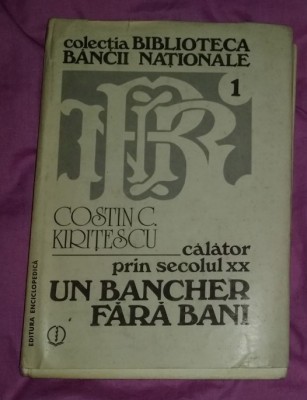 colecția BIBLIOTECA
BĂNCII NAȚIONALE
1
COSTIN C.
KIRIȚESCU
călător
prin secolul xx
UN BANCHER
FĂRĂ BANI
EDITURA ENCICLOPEDICĂ